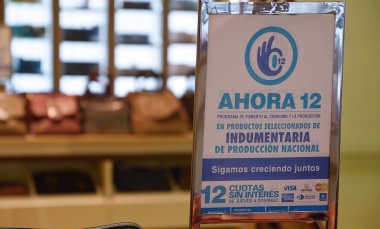 12
AHORA 12
PROGRAMA DE FOMENTO AL CONSUMO Y LA PRODUCCIÓN
EN PRODUCTOS SELECCIONADOS DE
INDUMENTARIA
DE PRODUCCIÓN NACIONAL
Sigamos creciendo juntos
12 CUOTAS SIN INTERÉS
DE JUEVES A DOMINGO
VISA